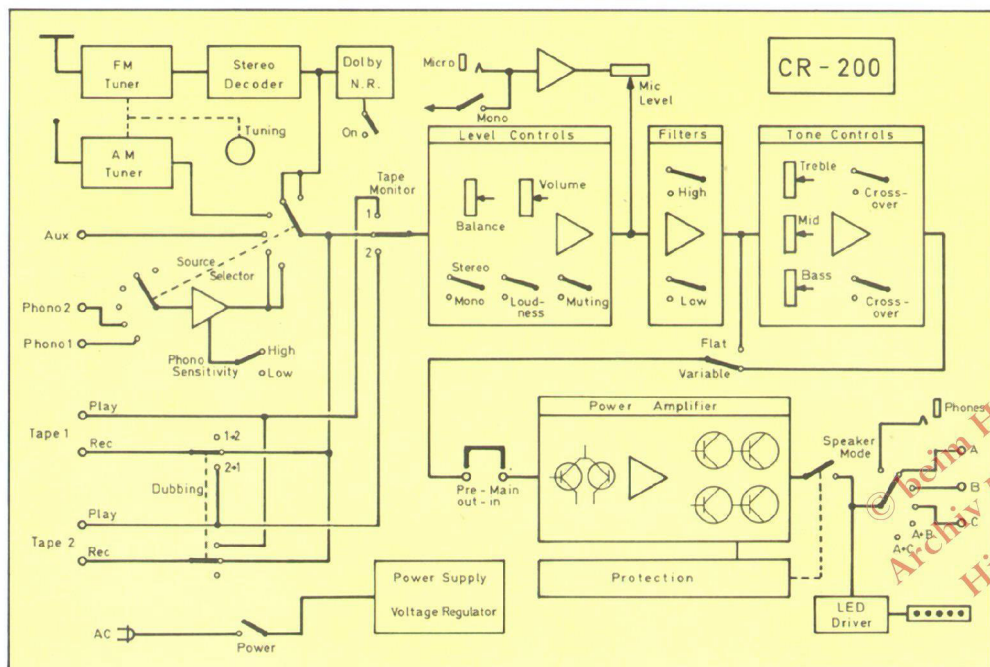 FM
Tuner
Stereo
Decoder
Dolby
N.R.
On
Tuning
AM
Tuner
Micro
Mono
Mic
Level
CR-200
Level Controls
Balance
Volume
Stereo
Mono
Loud-
ness
Muting
Filters
High
Low
Tone Controls
Treble
Cross-
over
Mid
Bass
Cross-
over
Tape
Monitor
1
2
Aux
Source
Selector
Phono 2
Phono 1
Phono
Sensitivity
High
Low
Flat
Variable
Tape 1
Play
Rec
1→2
2→1
Dubbing
Tape 2
Play
Rec
Pre-Main
out-in
Power Amplifier
Speaker
Mode
Phones
A
B
C
A+B
A+C
Protection
LED
Driver
Power Supply
Voltage Regulator
AC
Power
© beim H
Archiv
Hi